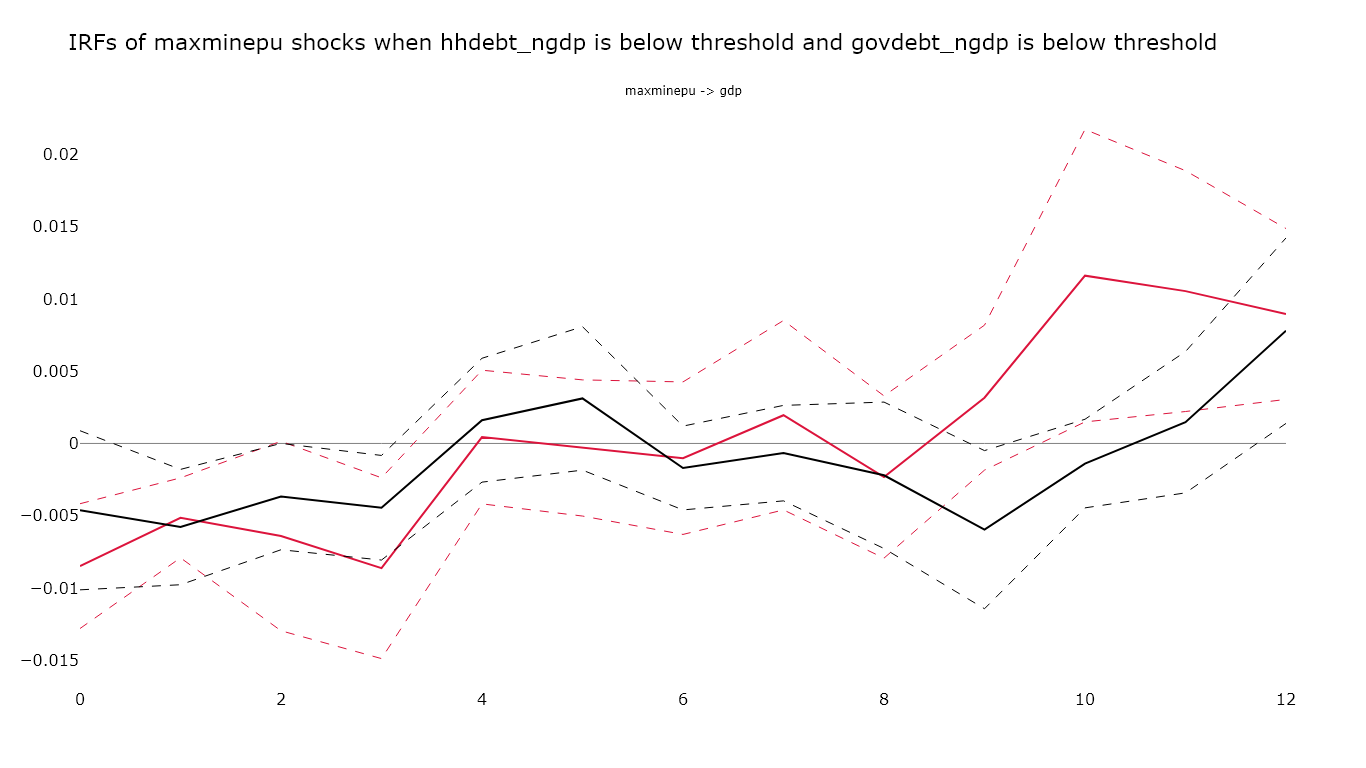 IRFs of maxminepu shocks when hhdebt_ngdp is below threshold and govdebt_ngdp is below threshold
maxminepu -> gdp
0.02
0.015
0.01
0.005
0
−0.005
−0.01
−0.015
0 2 4 6 8 10 12